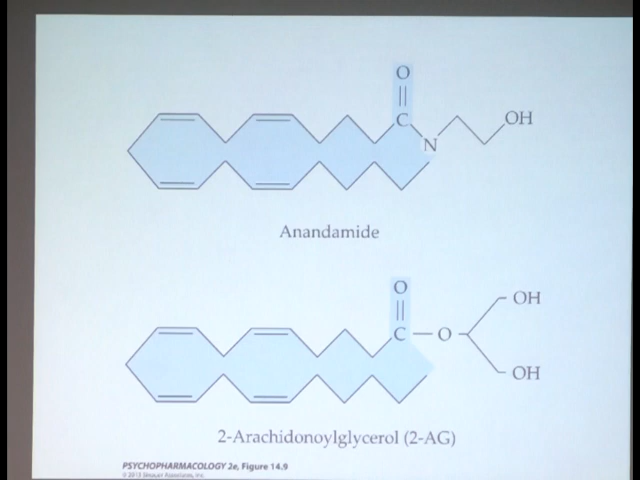 O
C
N
OH
Anandamide
O
C
O
OH
OH
2-Arachidonoylglycerol (2-AG)
PSYCHOPHARMACOLOGY 2e, Figure 14.9
© 2013 Sinauer Associates, Inc.